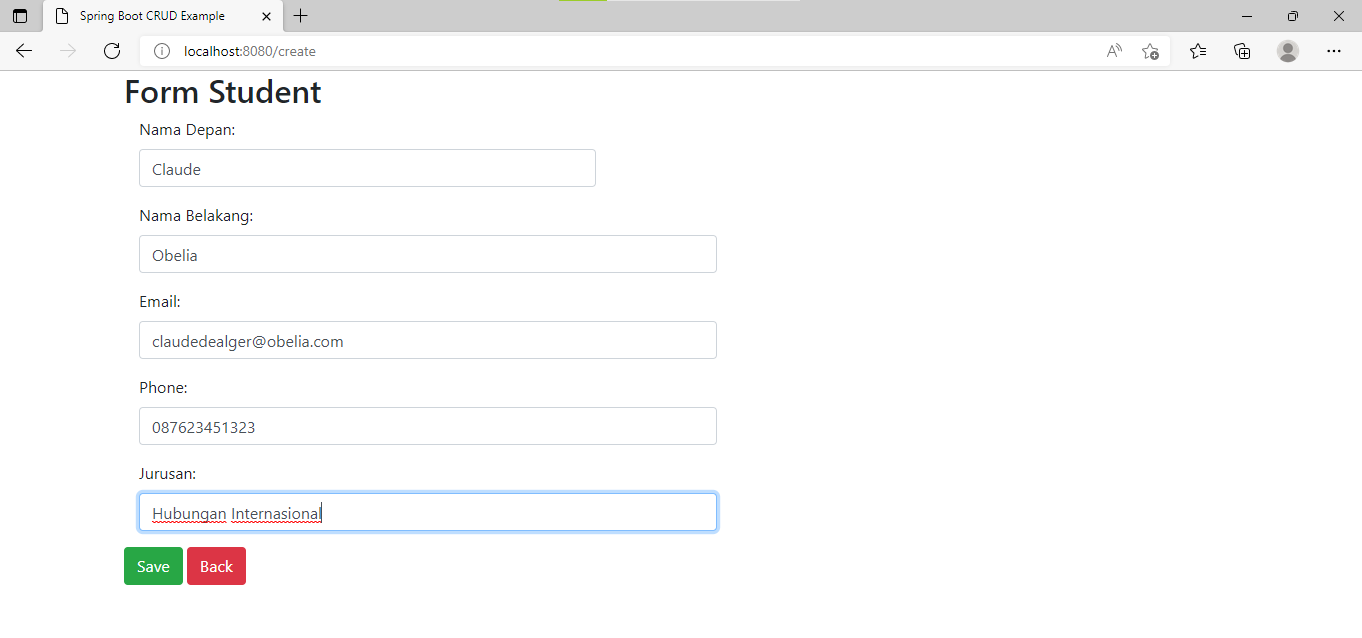 Spring Boot CRUD Example
localhost:8080/create
Form Student
Nama Depan:
Claude
Nama Belakang:
Obelia
Email:
claudedealger@obelia.com
Phone:
087623451323
Jurusan:
Hubungan Internasional
Save Back